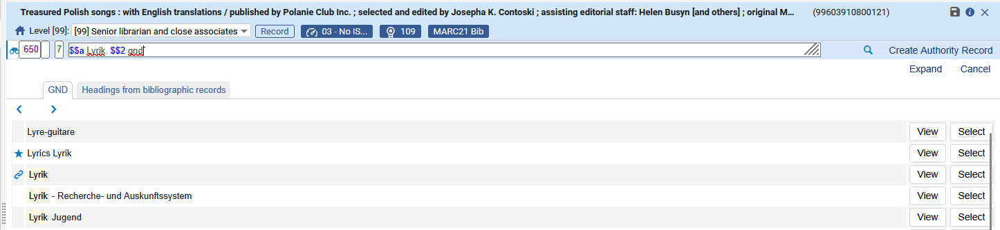 Treasured Polish songs : with English translations / published by Polanie Club Inc. ; selected and edited by Josepha K. Contoski ; assisting editorial staff: Helen Busyn [and others] ; original M... (99603910800121)
Level [99]: [99] Senior librarian and close associates Record 03 - No IS... 109 MARC21 Bib
650 7 $$a Lyrik. $$2 gnd Create Authority Record
Expand Cancel
GND Headings from bibliographic records
Lyre-guitare View Select
Lyrics Lyrik View Select
Lyrik View Select
Lyrik - Recherche- und Auskunftssystem View Select
Lyrik Jugend View Select